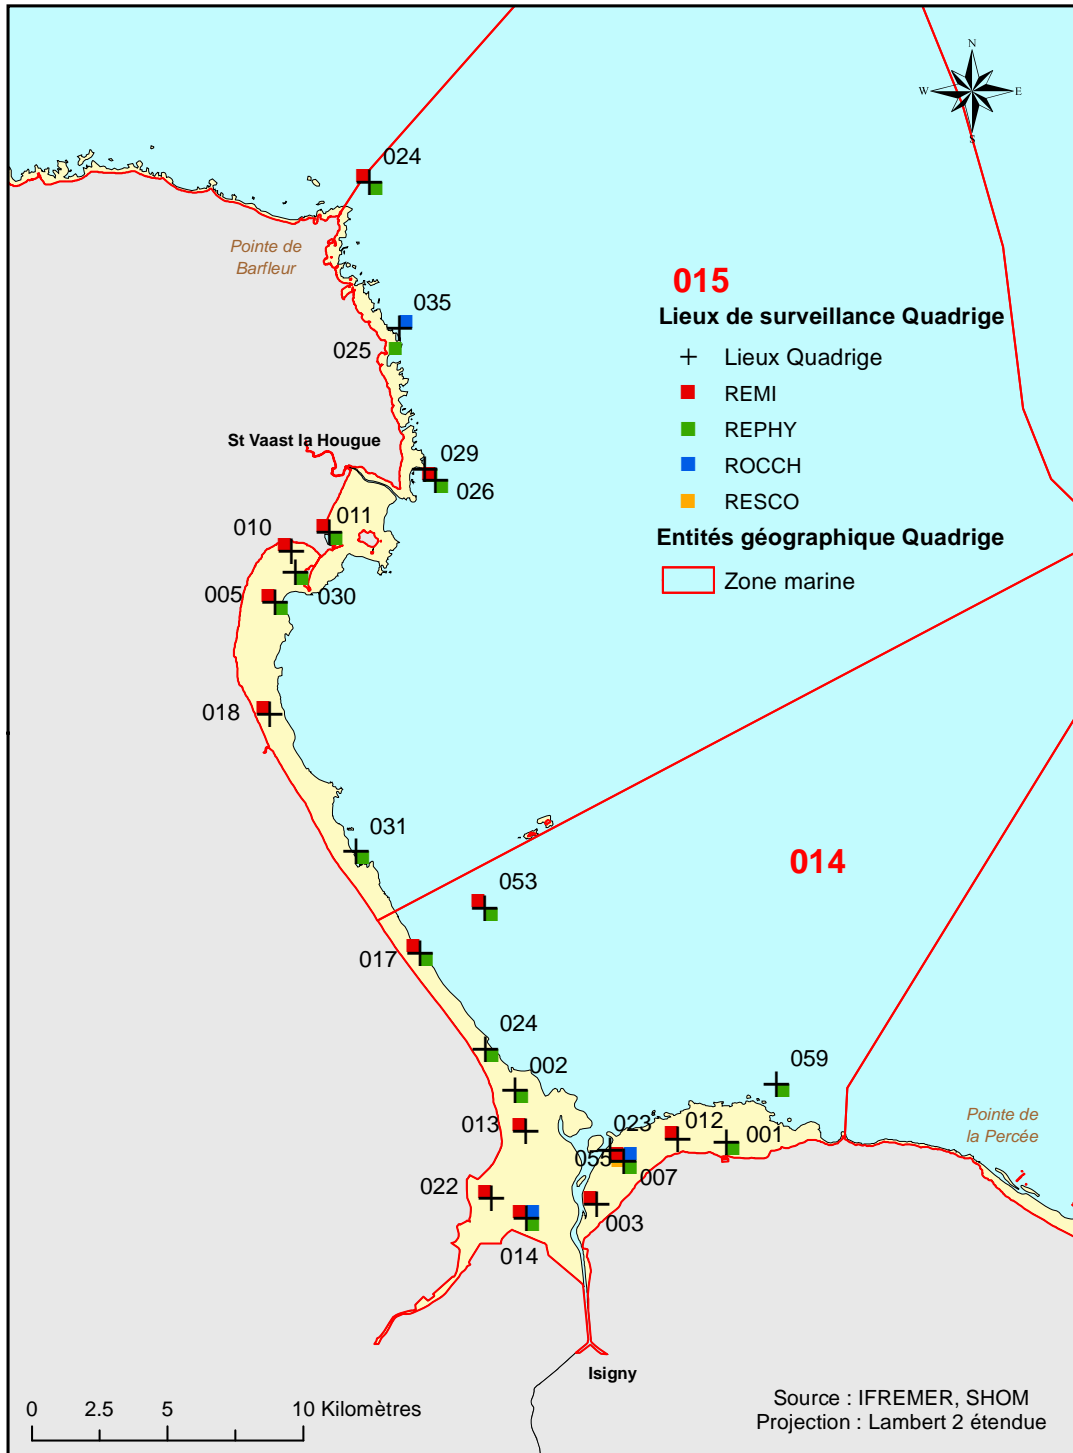 N
W
E
S
024
Pointe de
Barfleur
035
025
015
Lieux de surveillance Quadrige
Lieux Quadrige
REMI
REPHY
ROCCH
RESCO
Entités géographique Quadrige
Zone marine
St Vaast la Hougue
029
026
011
010
030
005
018
031
053
014
017
024
002
059
013
023
012
001
Pointe de
la Percée
055
007
022
003
014
Isigny
0
2.5
5
10 Kilomètres
Source : IFREMER, SHOM
Projection : Lambert 2 étendue